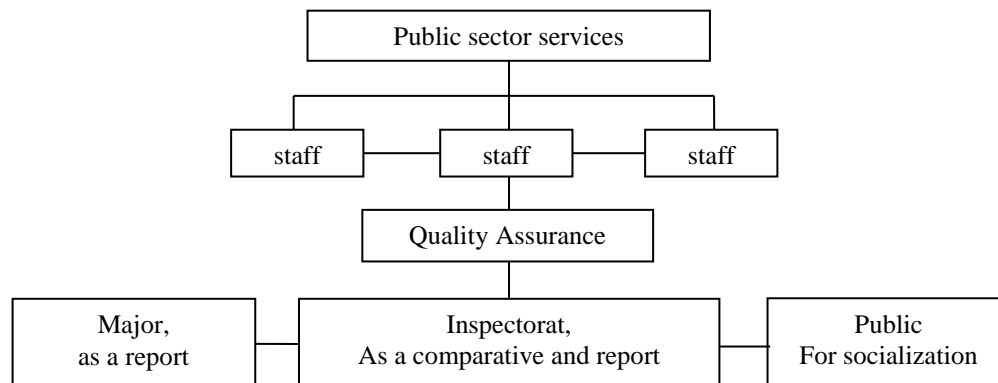 Public sector services
staff
staff
staff
Quality Assurance
Major,
as a report
Inspectorat,
As a comparative and report
Public
For socialization